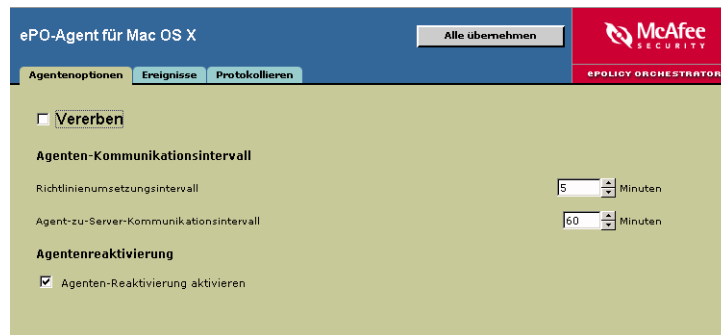 ePO-Agent für Mac OS X
Alle übernehmen
McAfee
SECURITY
Agentenoptionen Ereignisse Protokollieren
ePOLICY ORCHESTRATOR
Vererben
Agenten-Kommunikationsintervall
Richtlinienumsetzungsintervall 5 Minuten
Agent-zu-Server-Kommunikationsintervall 60 Minuten
Agentenreaktivierung
Agenten-Reaktivierung aktivieren